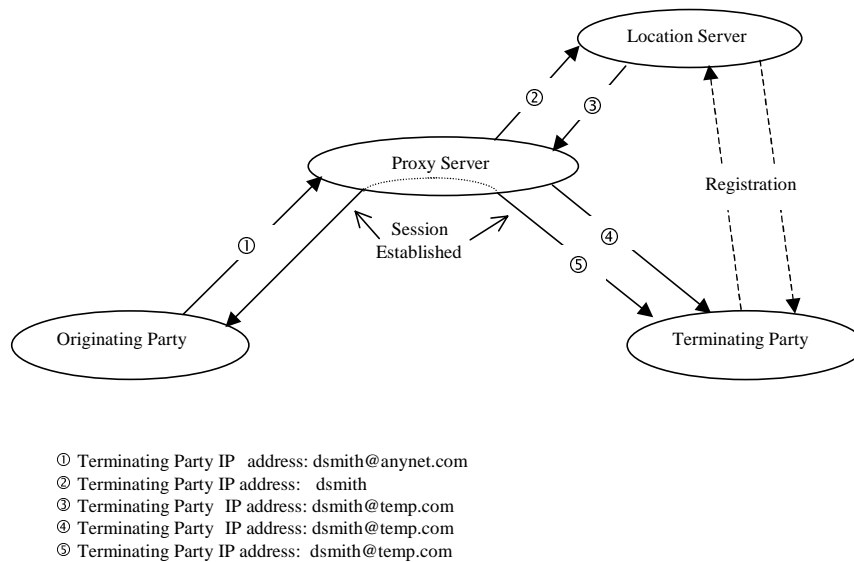 Location Server
②
③
Proxy Server
Registration
Session
Established
①
④
⑤
Originating Party
Terminating Party
① Terminating Party IP address: dsmith@anynet.com
② Terminating Party IP address: dsmith
③ Terminating Party IP address: dsmith@temp.com
④ Terminating Party IP address: dsmith@temp.com
⑤ Terminating Party IP address: dsmith@temp.com